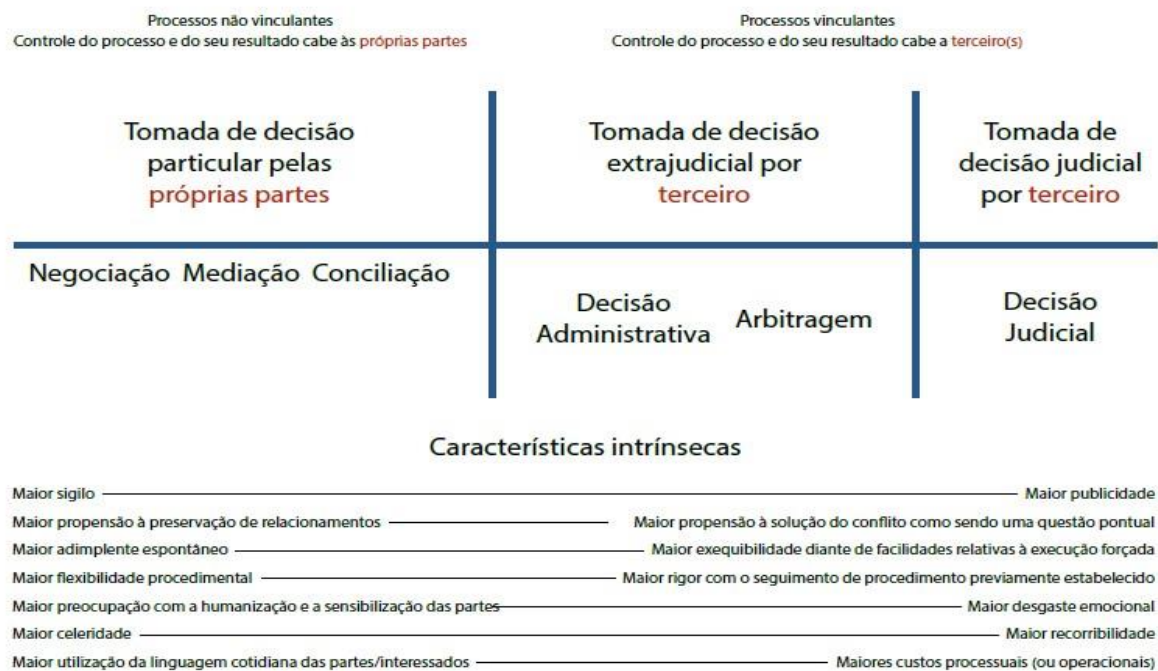 Processos não vinculantes
Controle do processo e do seu resultado cabe às próprias partes
Processos vinculantes
Controle do processo e do seu resultado cabe a terceiro(s)
Tomada de decisão
particular pelas
próprias partes
Tomada de decisão
extrajudicial por
terceiro
Tomada de
decisão judicial
por terceiro
Negociação Mediação Conciliação
Decisão
Administrativa
Arbitragem
Decisão
Judicial
Características intrínsecas
Maior sigilo Maior publicidade
Maior propensão à preservação de relacionamentos Maior propensão à solução do conflito como sendo uma questão pontual
Maior adimplente espontâneo Maior exequibilidade diante de facilidades relativas à execução forçada
Maior flexibilidade procedimental Maior rigor com o seguimento de procedimento previamente estabelecido
Maior preocupação com a humanização e a sensibilização das partes Maior desgaste emocional
Maior celeridade Maior recorribilidade
Maior utilização da linguagem cotidiana das partes/interessados Maiores custos processuais (ou operacionais)